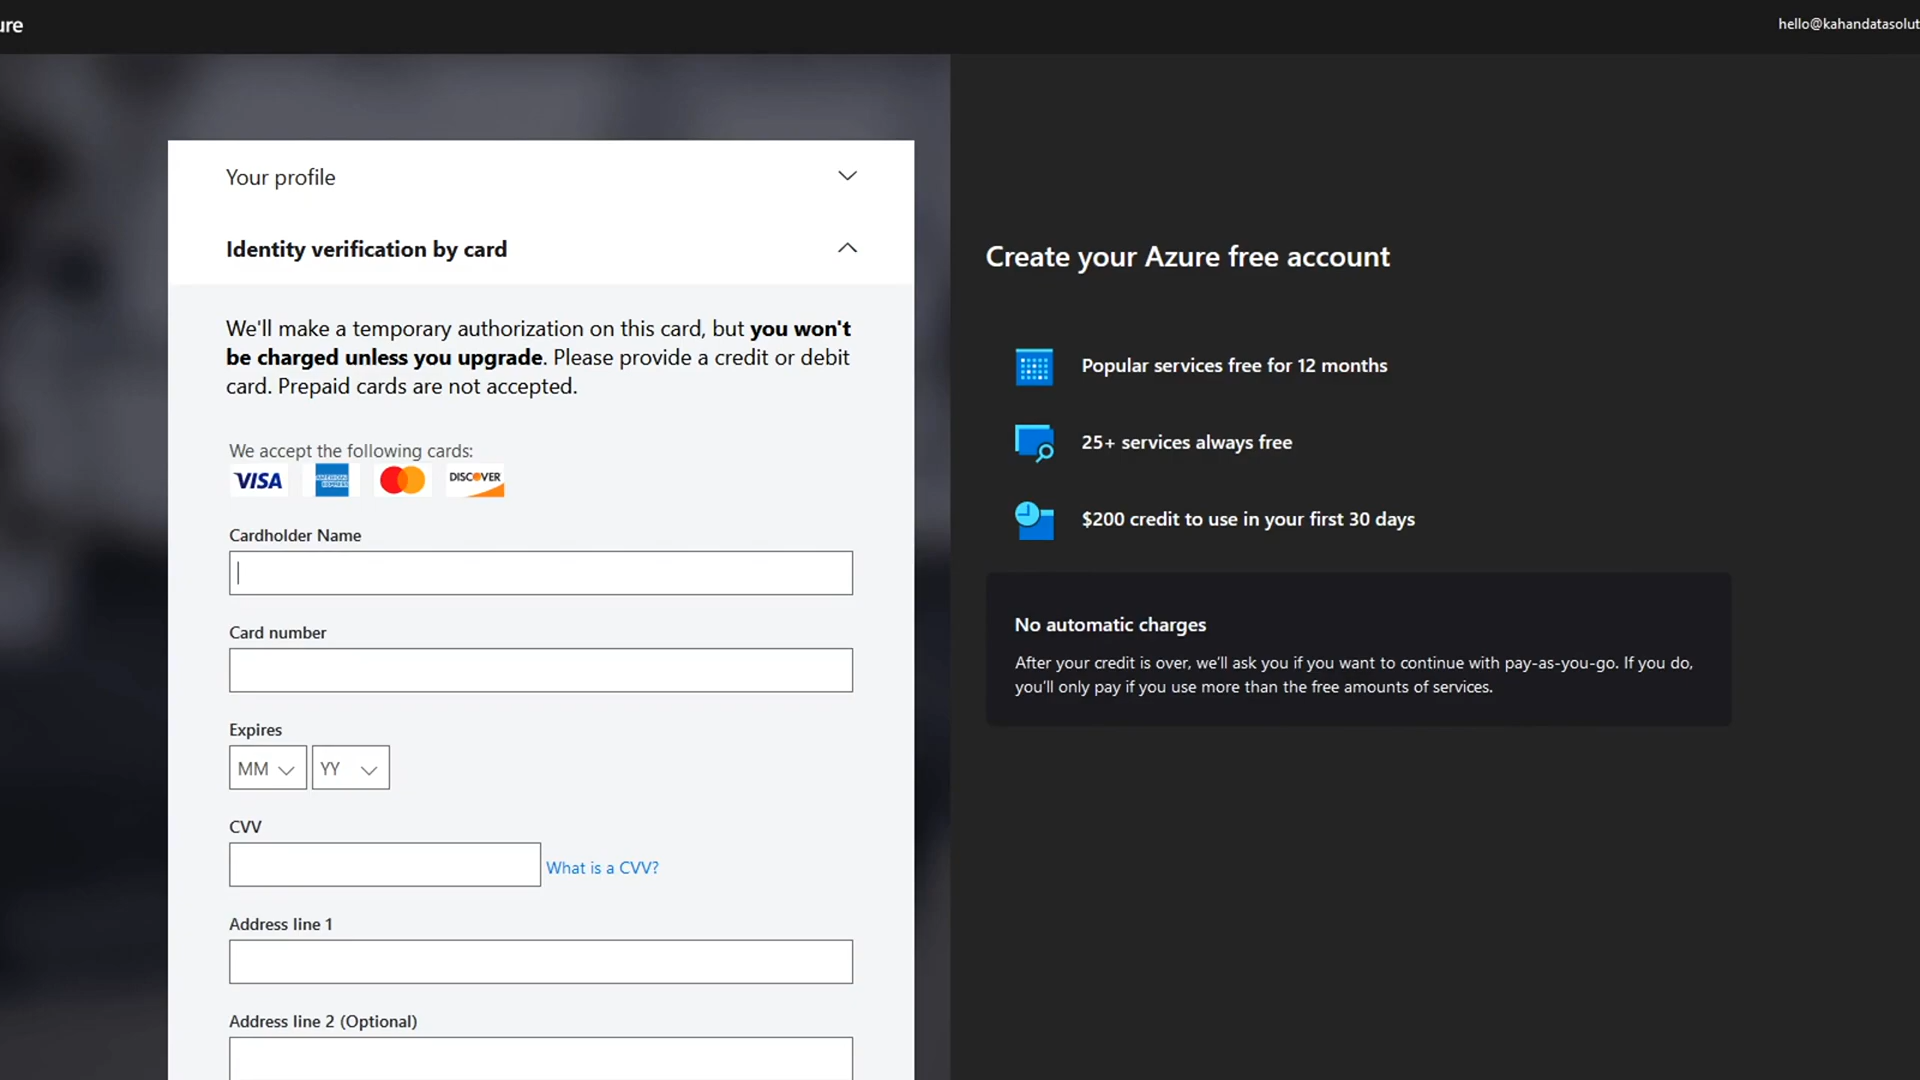 hello@kahandatasolut
Your profile
Identity verification by card
We'll make a temporary authorization on this card, but you won't
be charged unless you upgrade. Please provide a credit or debit
card. Prepaid cards are not accepted.
We accept the following cards:
VISA
AMERICAN EXPRESS
DISCOVER
Cardholder Name
Card number
Expires
MM YY
CVV
What is a CVV?
Address line 1
Address line 2 (Optional)
Create your Azure free account
Popular services free for 12 months
25+ services always free
$200 credit to use in your first 30 days
No automatic charges
After your credit is over, we'll ask you if you want to continue with pay-as-you-go. If you do,
you'll only pay if you use more than the free amounts of services.